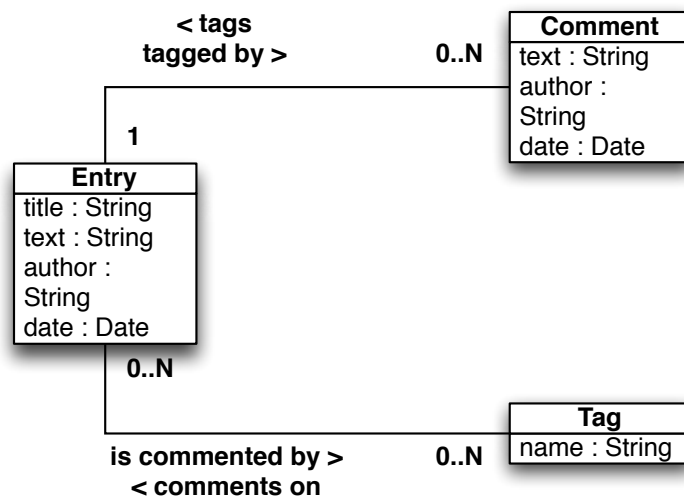 < tags
tagged by >
0..N
Comment
text : String
author :
String
date : Date
1
Entry
title : String
text : String
author :
String
date : Date
0..N
is commented by >
< comments on
0..N
Tag
name : String